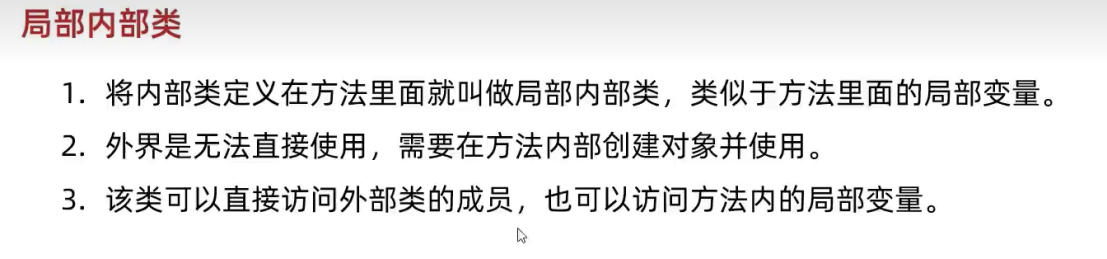 局部内部类
1. 将内部类定义在方法里面就叫做局部内部类，类似于方法里面的局部变量。
2. 外界是无法直接使用，需要在方法内部创建对象并使用。
3. 该类可以直接访问外部类的成员，也可以访问方法内的局部变量。